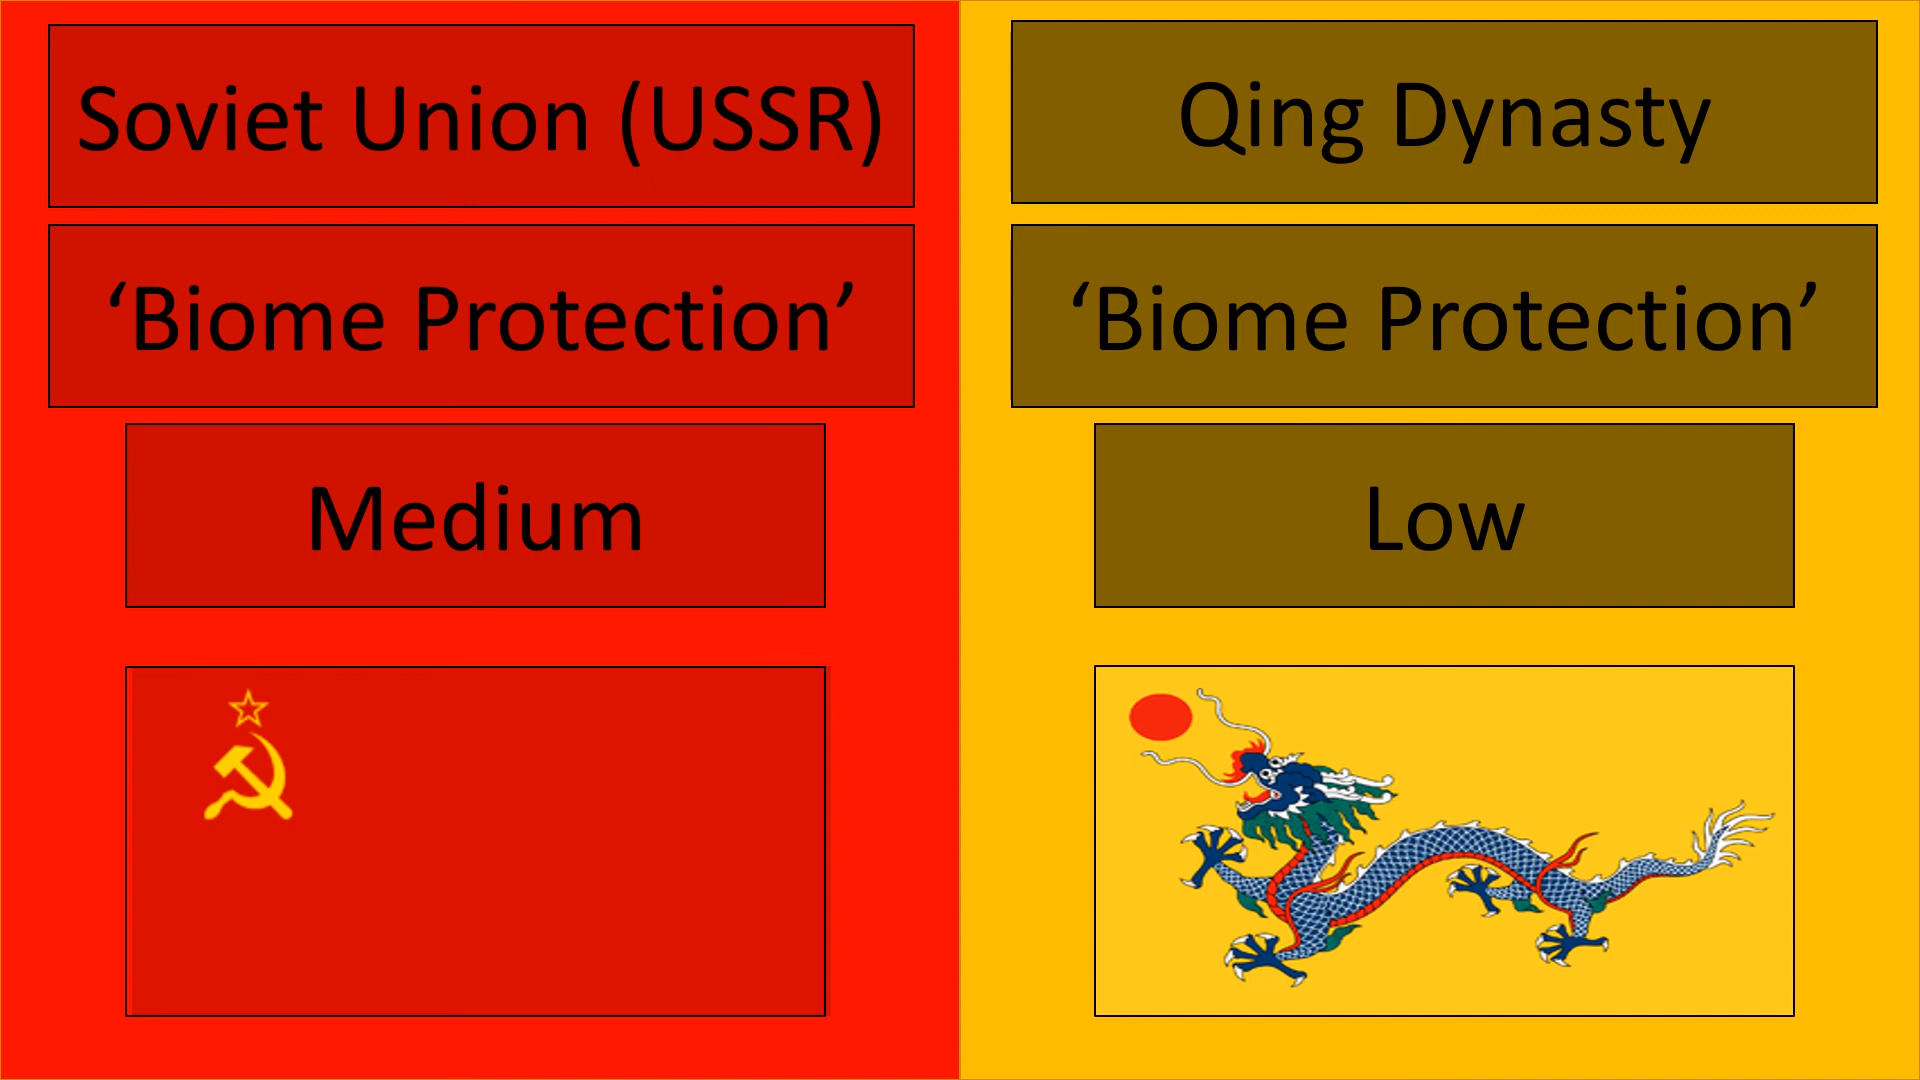 Soviet Union (USSR)
‘Biome Protection’
Medium
Qing Dynasty
‘Biome Protection’
Low